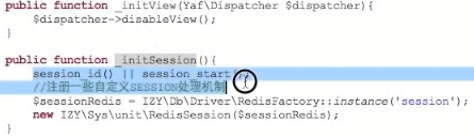 public function _initView(Yaf\Dispatcher $dispatcher){
$dispatcher->disableView();
}
public function _initSession(){
session_id() || session_start
//注册一些自定义SESSION处理机制
$sessionRedis = IZY\Db\Driver\RedisFactory::instance('session');
new IZY\Sys\unit\RedisSession($sessionRedis);
}